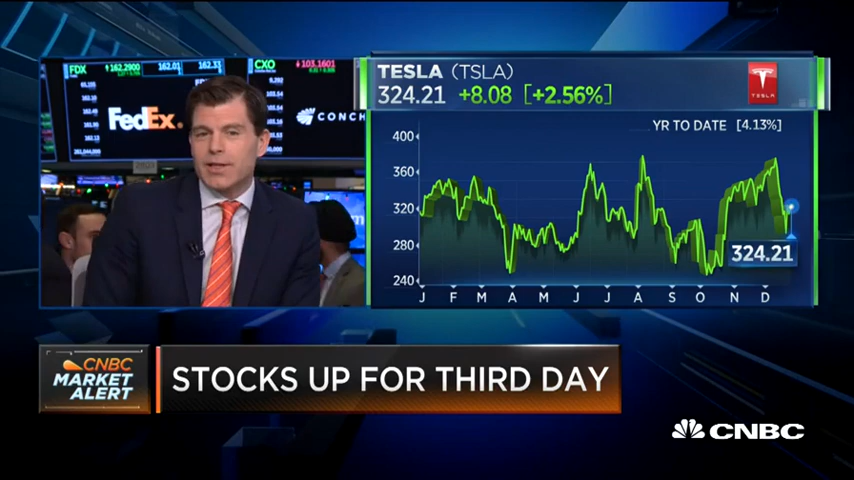 FDX
162.2900
162.01
162.33
CXO
103.1601
FedEx.
CONCH
TESLA (TSLA)
324.21 +8.08 [+2.56%]
TESLA
YR TO DATE [4.13%]
400
360
320
280
240
324.21
J F M A M J J A S O N D
CNBC
MARKET
ALERT
STOCKS UP FOR THIRD DAY
CNBC